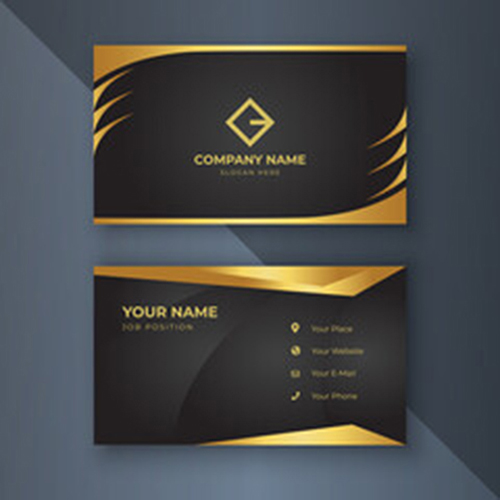 COMPANY NAME
SLOGAN HERE
YOUR NAME
JOB POSITION
Your Place
Your Website
Your E-Mail
Your Phone